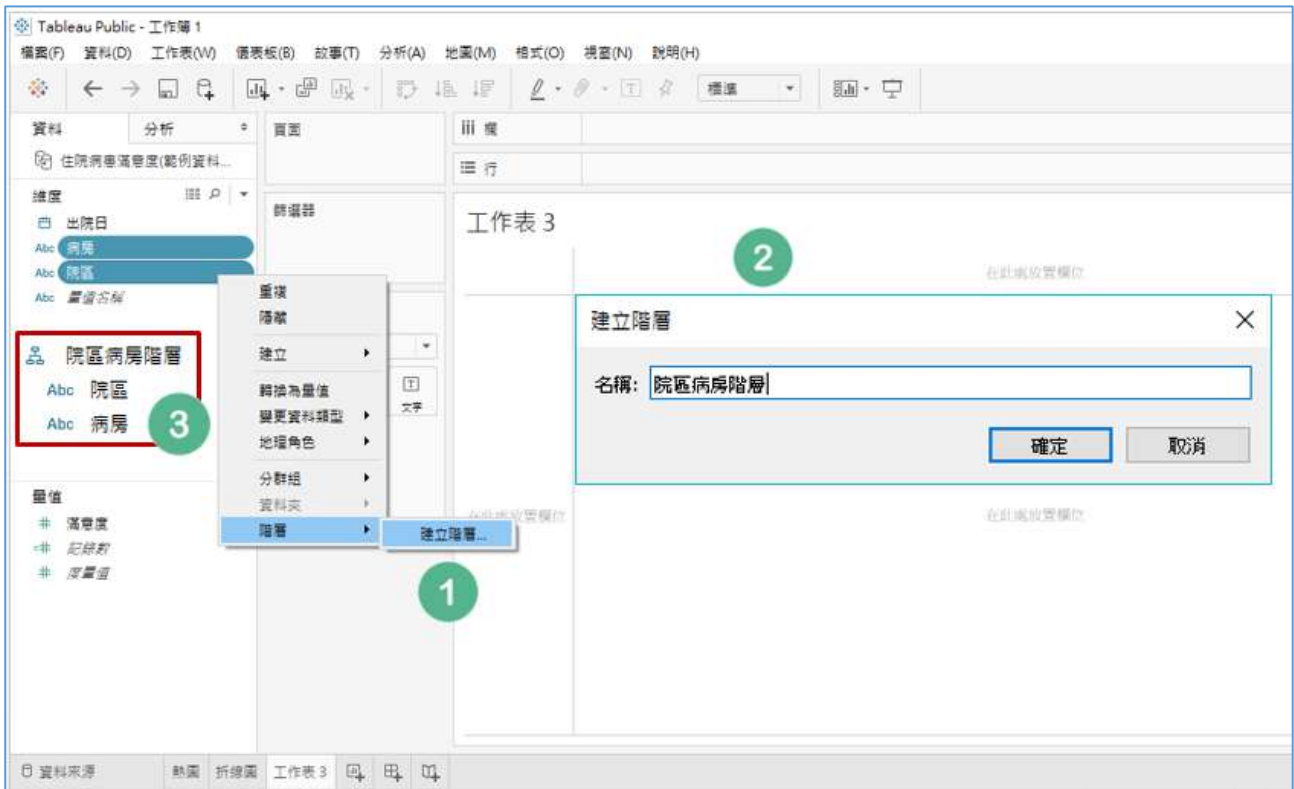 Tableau Public - 工作簿 1
檔案(F) 資料(D) 工作表(W) 儀表板(B) 故事(T) 分析(A) 地圖(M) 格式(O) 視窗(N) 說明(H)
標準
資料 分析
住院病患滿意度(範例資料...
維度
出院日
Abc 病房
Abc 院區
Abc 量值名稱
院區病房階層
Abc 院區
Abc 病房
3
量值
# 滿意度
=# 記錄數
# 度量值
頁面
篩選器
T
文字
重複
隱藏
建立
轉換為量值
變更資料類型
地理角色
分群組
資料夾
階層
建立階層...
1
欄
行
工作表 3
2
在此處放置欄位
建立階層
名稱: 院區病房階層
確定 取消
在此處放置欄位
在此處放置欄位
資料來源 熱圖 折線圖 工作表 3